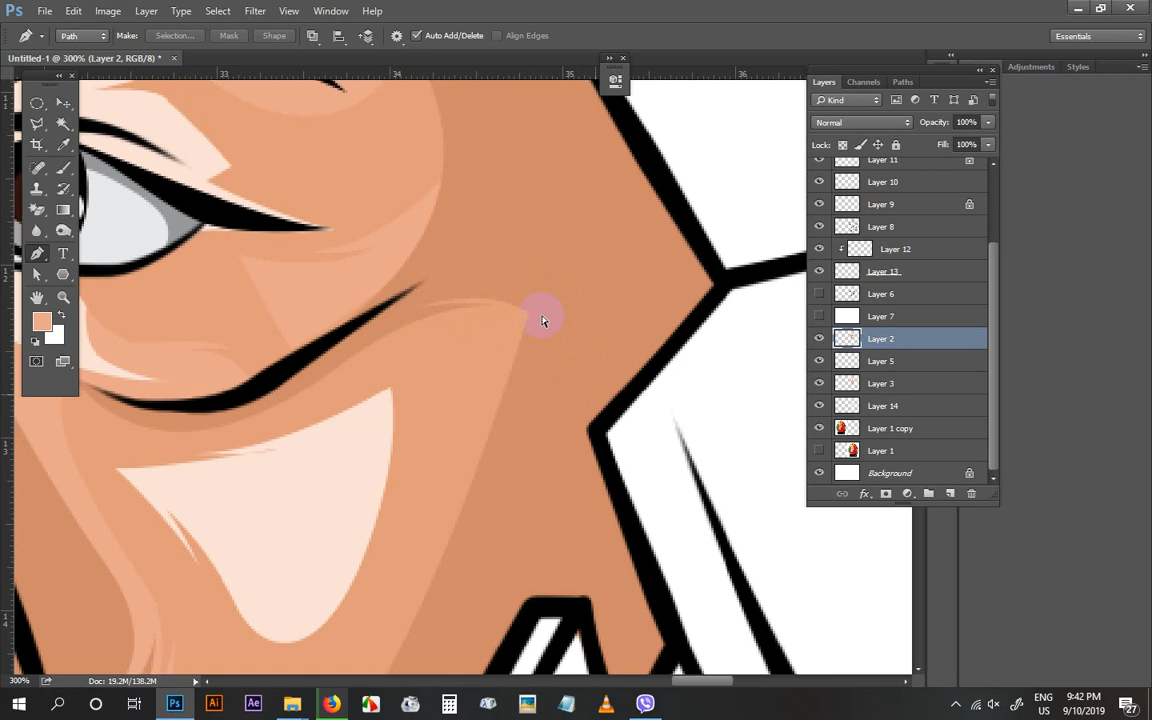 Ps File Edit Image Layer Type Select Filter View Window Help
Path Make: Selection... Mask Shape Auto Add/Delete Align Edges Essentials
Untitled-1 @ 300% (Layer 2, RGB/8) * ×
33 34 35 36
Adjustments Styles
Layers Channels Paths
Kind
Normal Opacity: 100%
Lock: Fill: 100%
Layer 11
Layer 10
Layer 9
Layer 8
Layer 12
Layer 13
Layer 6
Layer 7
Layer 2
Layer 5
Layer 3
Layer 14
Layer 1 copy
Layer 1
Background
fx
300% Doc: 19.2M/138.2M
Ps Ai Ae
ENG
US
9:42 PM
9/10/2019
27